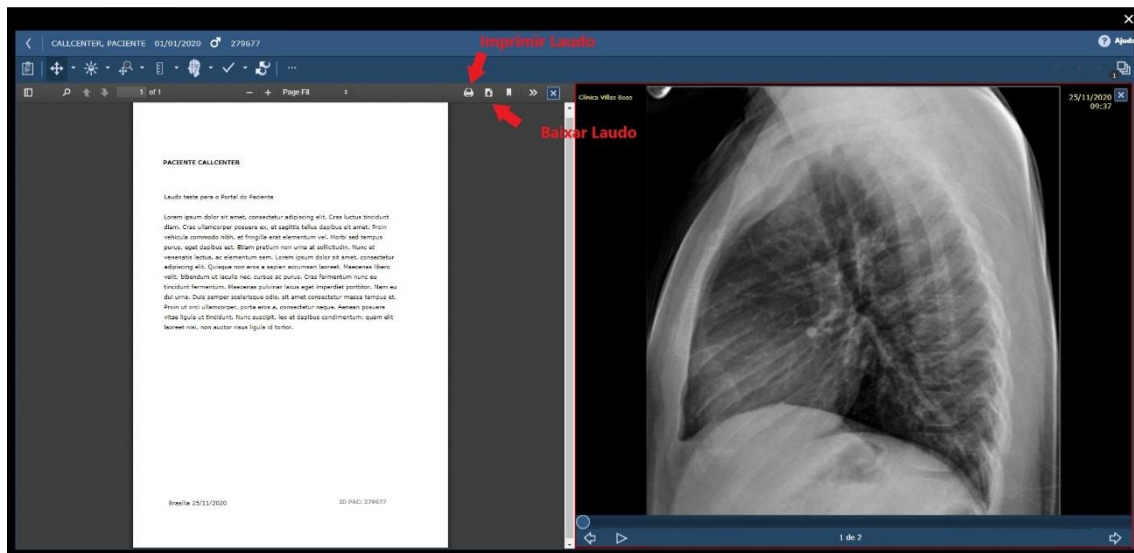 CALLCENTER, PACIENTE 01/01/2020 279677
Imprimir Laudo
Ajuda
1 of 1
Page Fit
Baixar Laudo
1
PACIENTE CALLCENTER
Laudo teste para o Portal do Paciente
Lorem ipsum dolor sit amet, consectetur adipiscing elit. Cras luctus tincidunt
diam. Cras ullamcorper posuere ex, et sagittis tellus dapibus sit amet. Proin
vehicula commodo nibh, et fringilla erat elementum vel. Morbi sed tempus
purus, eget dapibus est. Etiam pretium non urna at sollicitudin. Nunc et
venenatis lectus, ac elementum sem. Lorem ipsum dolor sit amet, consectetur
adipiscing elit. Quisque non eros a sapien accumsan laoreet. Maecenas libero
velit, bibendum ut iaculis nec, cursus ac purus. Cras fermentum nunc eu
tincidunt fermentum. Maecenas pulvinar lacus eget imperdiet porttitor. Nam eu
dui urna. Duis semper scelerisque odio, sit amet consectetur massa tempus at.
Proin ut orci ullamcorper, porta eros a, consectetur neque. Aenean posuere
vitae ligula ut tincidunt. Nunc suscipit, leo et dapibus condimentum, quam elit
laoreet nisi, non auctor risus ligula id tortor.
Brasília 25/11/2020
ID PAC: 279677
Clinica Villas Boas
25/11/2020
09:37
1 de 2